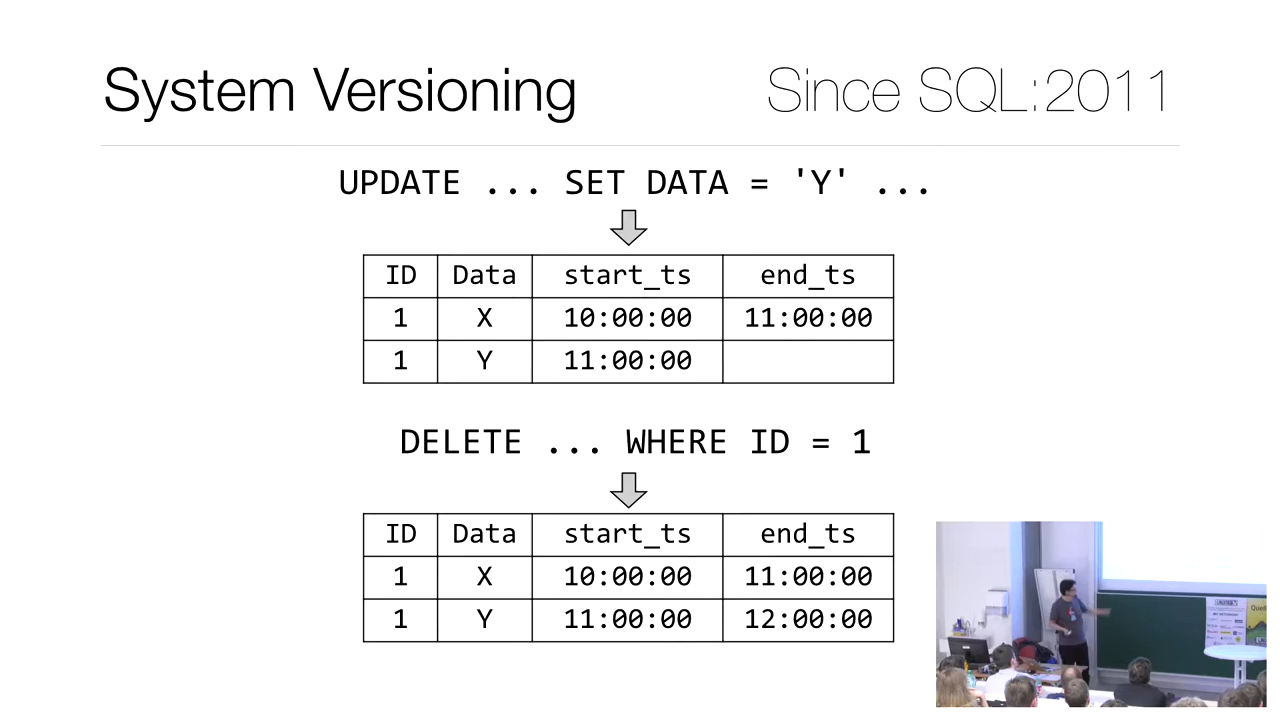 System Versioning Since SQL:2011
UPDATE ... SET DATA = 'Y' ...
ID Data start_ts end_ts
1 X 10:00:00 11:00:00
1 Y 11:00:00
DELETE ... WHERE ID = 1
ID Data start_ts end_ts
1 X 10:00:00 11:00:00
1 Y 11:00:00 12:00:00